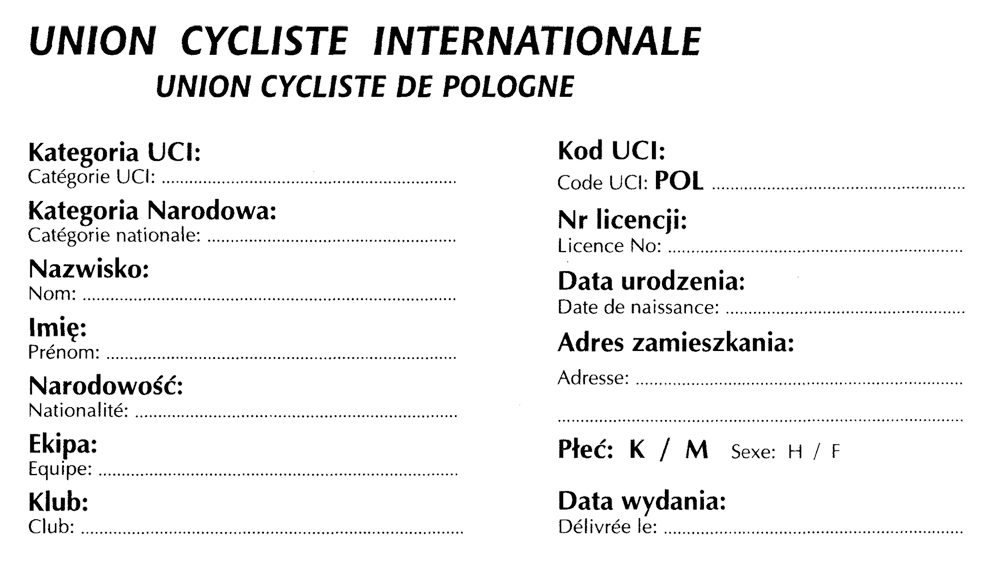 UNION CYCLISTE INTERNATIONALE
UNION CYCLISTE DE POLOGNE
Kategoria UCI:
Catégorie UCI:
Kategoria Narodowa:
Catégorie nationale:
Nazwisko:
Nom:
Imię:
Prénom:
Narodowość:
Nationalité:
Ekipa:
Equipe:
Klub:
Club:
Kod UCI:
Code UCI: POL
Nr licencji:
Licence No:
Data urodzenia:
Date de naissance:
Adres zamieszkania:
Adresse:
Płeć: K / M Sexe: H / F
Data wydania:
Délivrée le: